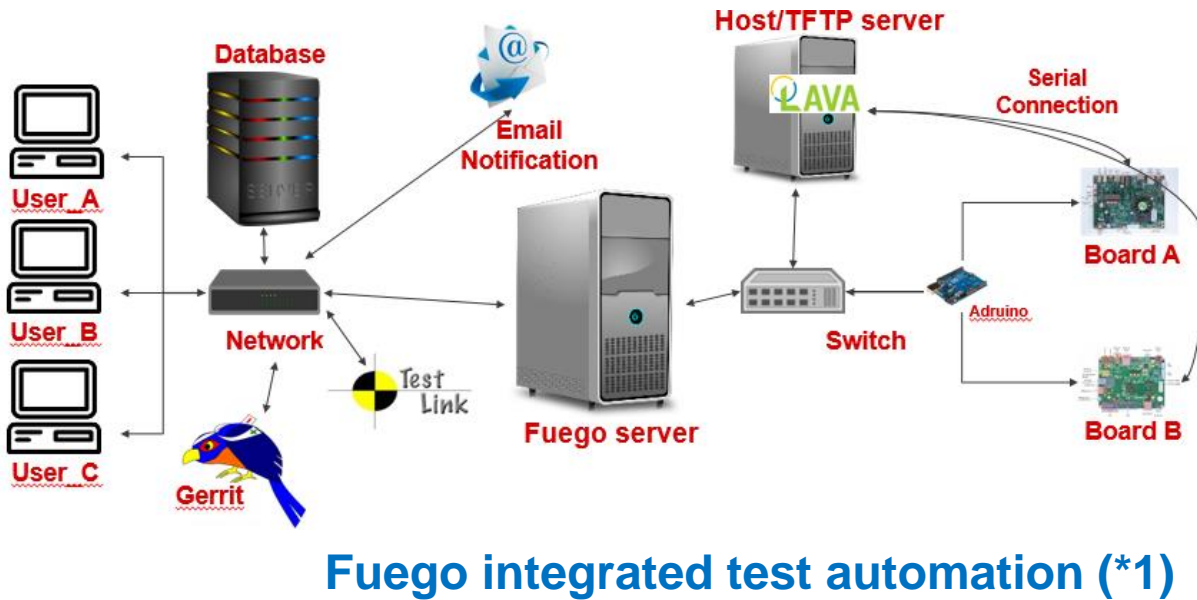 Host/TFTP server
Database
@
LAVA
Serial
Connection
Email
Notification
SERVER
User_A
Board A
User_B
Network
Test
Link
Switch
Adruino
Fuego server
Board B
User_C
Gerrit
Fuego integrated test automation (*1)